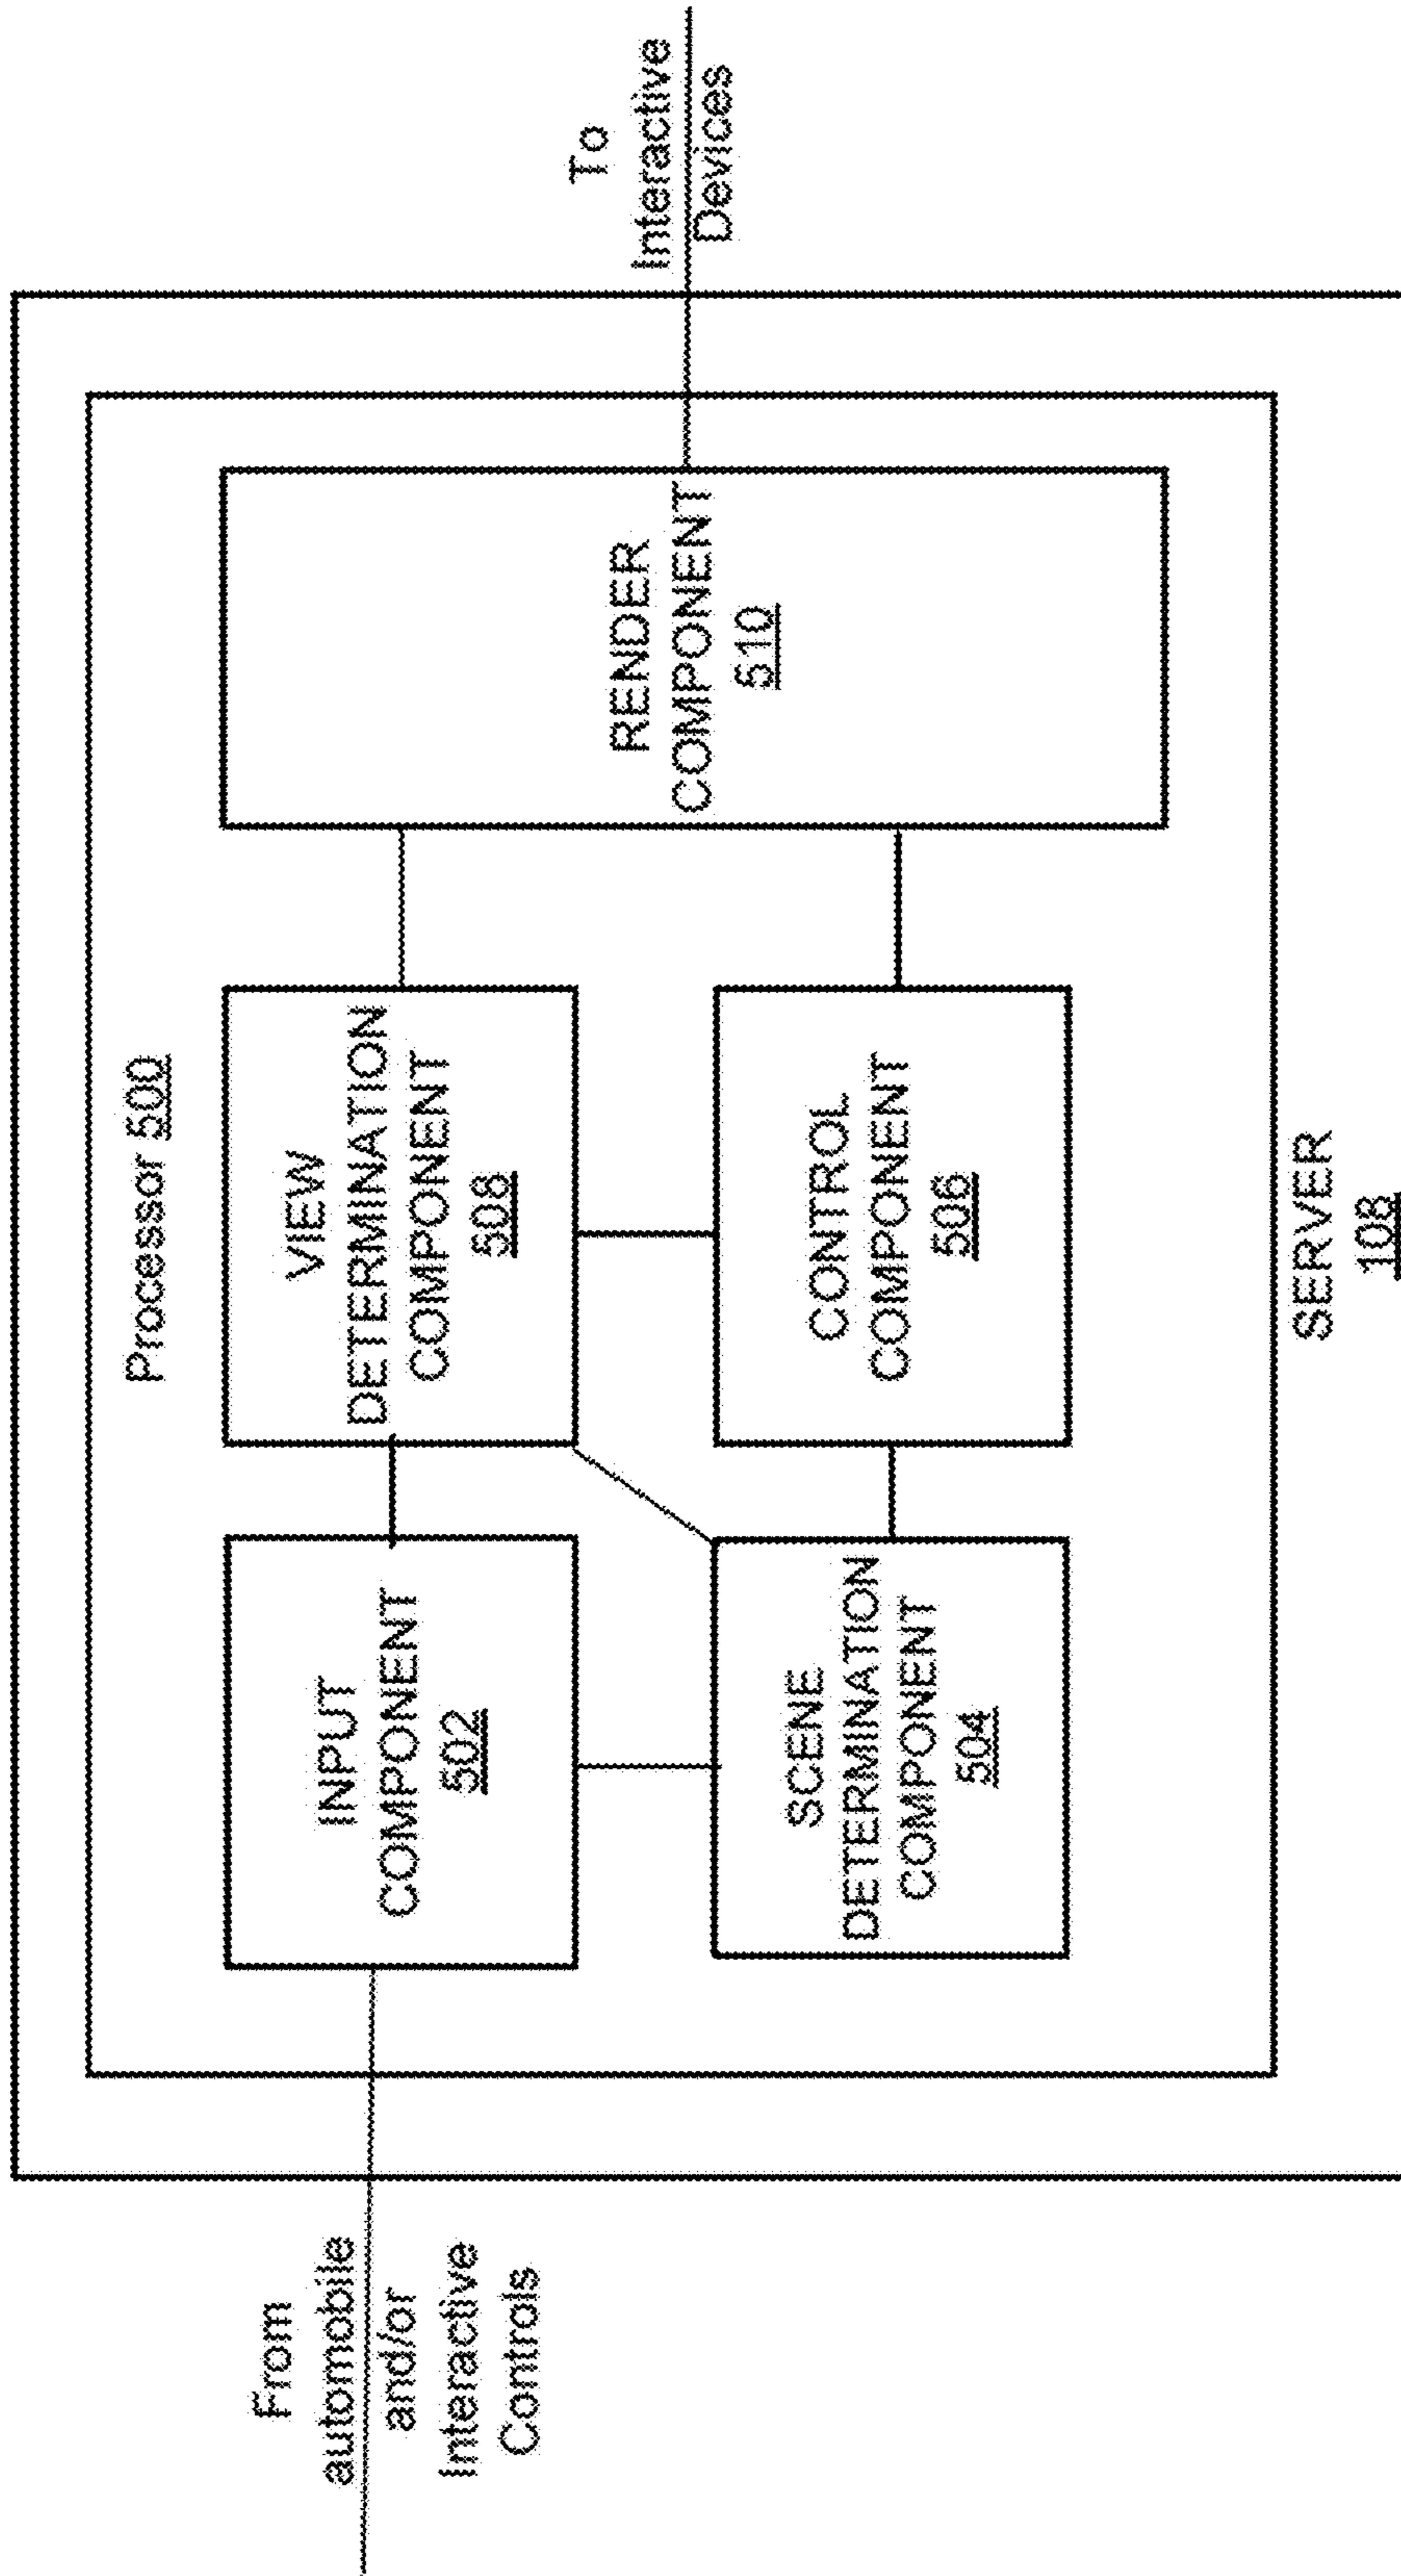 From
automobile
and/or
Interactive
Controls
Processor 500
INPUT
COMPONENT
502
VIEW
DETERMINATION
COMPONENT
508
SCENE
DETERMINATION
COMPONENT
504
CONTROL
COMPONENT
506
RENDER
COMPONENT
510
To
Interactive
Devices
SERVER
108